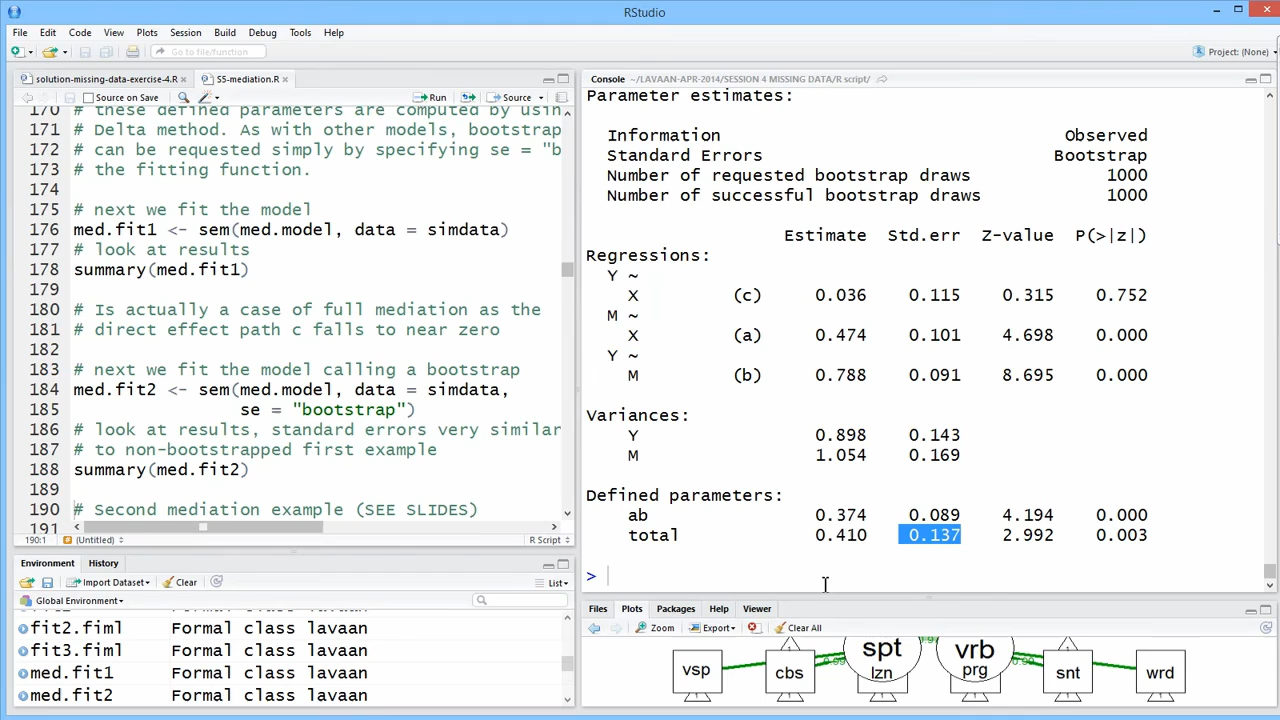 RStudio
File Edit Code View Plots Session Build Debug Tools Help
Go to file/function
Project: (None)
solution-missing-data-exercise-4.R
S5-mediation.R
Source on Save
Run
Source
170 # these defined parameters are computed by usin
171 # Delta method. As with other models, bootstrap
172 # can be requested simply by specifying se = "b
173 # the fitting function.
174
175 # next we fit the model
176 med.fit1 <- sem(med.model, data = simdata)
177 # look at results
178 summary(med.fit1)
179
180 # Is actually a case of full mediation as the
181 # direct effect path c falls to near zero
182
183 # next we fit the model calling a bootstrap
184 med.fit2 <- sem(med.model, data = simdata,
185 se = "bootstrap")
186 # look at results, standard errors very similar
187 # to non-bootstrapped first example
188 summary(med.fit2)
189
190 # Second mediation example (SEE SLIDES)
191
190:1 (Untitled) R Script
Environment History
Import Dataset Clear List
Global Environment
fit3.fiml Formal class lavaan
fit2.fiml Formal class lavaan
med.fit1 Formal class lavaan
med.fit2 Formal class lavaan
Console ~/LAVAAN-APR-2014/SESSION 4 MISSING DATA/R script/
Parameter estimates:
Information Observed
Standard Errors Bootstrap
Number of requested bootstrap draws 1000
Number of successful bootstrap draws 1000
Estimate Std.err Z-value P(>|z|)
Regressions:
Y ~
X (c) 0.036 0.115 0.315 0.752
M ~
X (a) 0.474 0.101 4.698 0.000
Y ~
M (b) 0.788 0.091 8.695 0.000
Variances:
Y 0.898 0.143
M 1.054 0.169
Defined parameters:
ab 0.374 0.089 4.194 0.000
total 0.410 0.137 2.992 0.003
>
Files Plots Packages Help Viewer
Zoom Export Clear All
spt vrb
vsp cbs lzn prg snt wrd